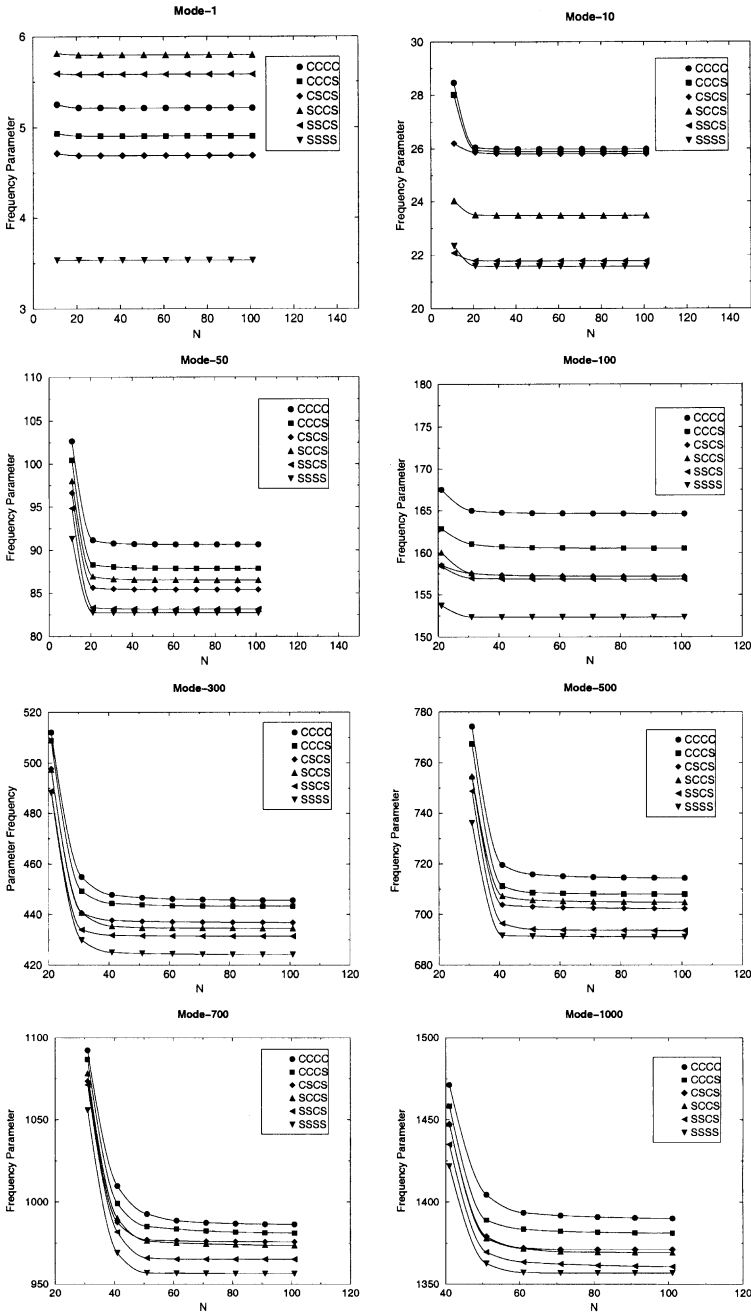 Mode-1
6
5
4
3
Frequency Parameter
0 20 40 60 80 100 120 140
N
CCCC
CCCS
CSCS
SCCS
SSCS
SSSS
Mode-10
30
28
26
24
22
20
Frequency Parameter
0 20 40 60 80 100 120 140
N
CCCC
CCCS
CSCS
SCCS
SSCS
SSSS
Mode-50
110
105
100
95
90
85
80
Frequency Parameter
0 20 40 60 80 100 120 140
N
CCCC
CCCS
CSCS
SCCS
SSCS
SSSS
Mode-100
180
175
170
165
160
155
150
Frequency Parameter
20 40 60 80 100 120
N
CCCC
CCCS
CSCS
SCCS
SSCS
SSSS
Mode-300
520
500
480
460
440
420
Parameter Frequency
20 40 60 80 100 120
N
CCCC
CCCS
CSCS
SCCS
SSCS
SSSS
Mode-500
780
760
740
720
700
680
Frequency Parameter
20 40 60 80 100 120
N
CCCC
CCCS
CSCS
SCCS
SSCS
SSSS
Mode-700
1100
1050
1000
950
Frequency Parameter
20 40 60 80 100 120
N
CCCC
CCCS
CSCS
SCCS
SSCS
SSSS
Mode-1000
1500
1450
1400
1350
Frequency Parameter
40 60 80 100 120
N
CCCC
CCCS
CSCS
SCCS
SSCS
SSSS